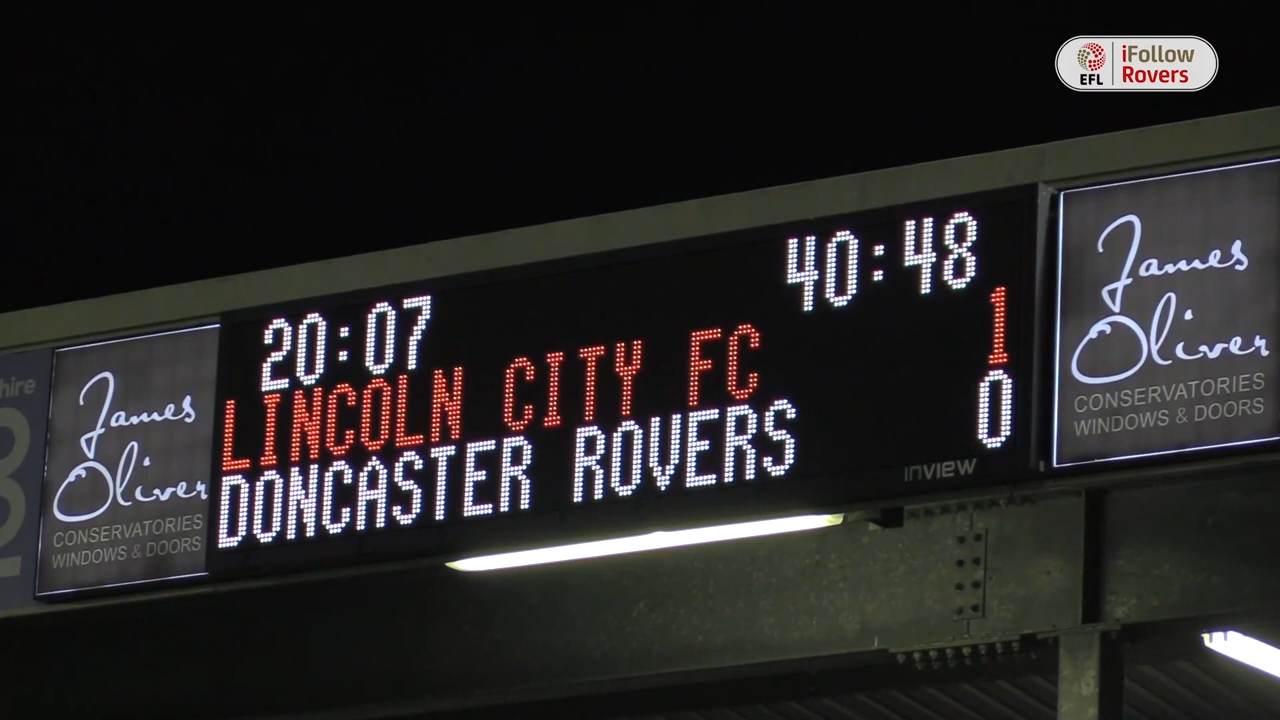 EFL
iFollow
Rovers
hire
James
Oliver
CONSERVATORIES
WINDOWS & DOORS
20:07
40:48
LINCOLN CITY FC 1
DONCASTER ROVERS 0
inview
James
Oliver
CONSERVATORIES
WINDOWS & DOORS